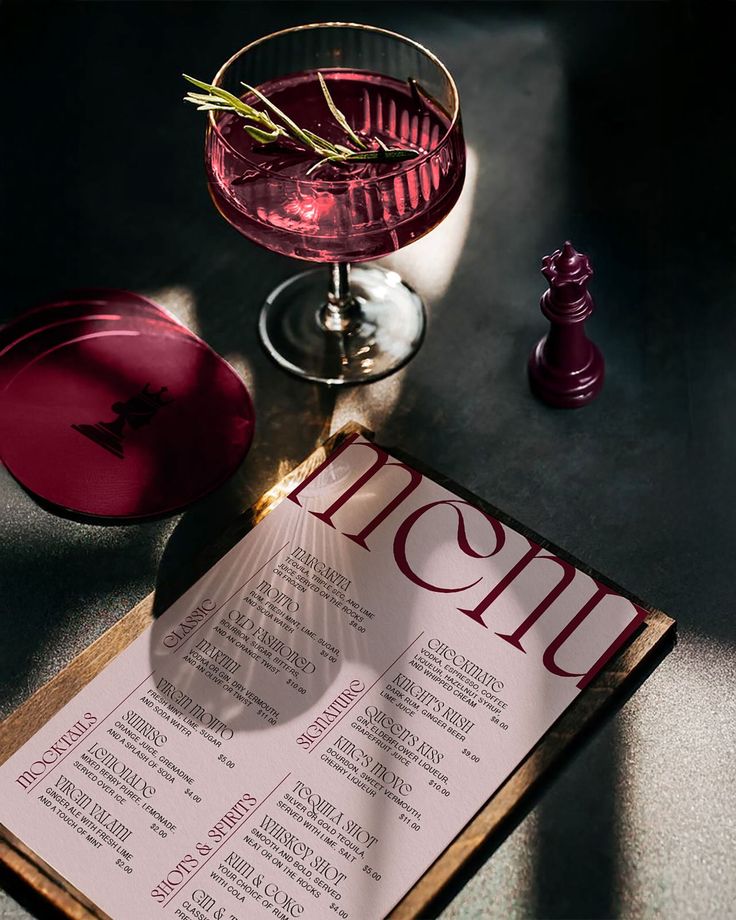 menu
CLASSIC
MARGARITA
TEQUILA, TRIPLE SEC, AND LIME
JUICE SERVED ON THE ROCKS
OR FROZEN
$8.00
MOJITO
RUM, FRESH MINT, LIME, SUGAR,
AND SODA WATER
$9.00
OLD FASHIONED
BOURBON, SUGAR, BITTERS,
AND AN ORANGE TWIST
$10.00
MARTINI
VODKA OR GIN, DRY VERMOUTH,
AND AN OLIVE OR TWIST
$11.00
MOCKTAILS
VIRGIN MOJITO
FRESH MINT, LIME, SUGAR
AND SODA WATER
$5.00
SUNRISE
ORANGE JUICE, GRENADINE
AND A SPLASH OF SODA
$4.00
LEMONADE
MIXED BERRY PUREE, LEMONADE,
SERVED OVER ICE
$2.00
VIRGIN PALAMI
GINGER ALE WITH FRESH LIME
AND A TOUCH OF MINT
$2.00
SIGNATURE
CHECKMATE
VODKA, ESPRESSO, COFFEE
LIQUEUR, HAZELNUT SYRUP,
AND WHIPPED CREAM
$8.00
KNIGHT'S RUSH
DARK RUM, GINGER BEER,
LIME JUICE
$9.00
QUEEN'S KISS
GIN, ELDERFLOWER LIQUEUR,
GRAPEFRUIT JUICE
$10.00
KING'S MOVE
BOURBON, SWEET VERMOUTH,
CHERRY LIQUEUR
$11.00
SHOTS & SPIRITS
TEQUILA SHOT
SILVER OR GOLD TEQUILA,
SERVED WITH LIME, SALT
$5.00
WHISKEY SHOT
SMOOTH AND BOLD, SERVED
NEAT OR ON THE ROCKS
$4.00
RUM & COKE
CLASSIC RUM, SERVED
WITH COLA
GIN &